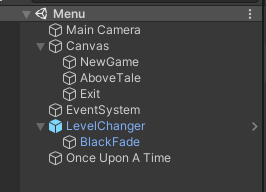 Menu
Main Camera
Canvas
NewGame
AboveTale
Exit
EventSystem
LevelChanger
BlackFade
Once Upon A Time